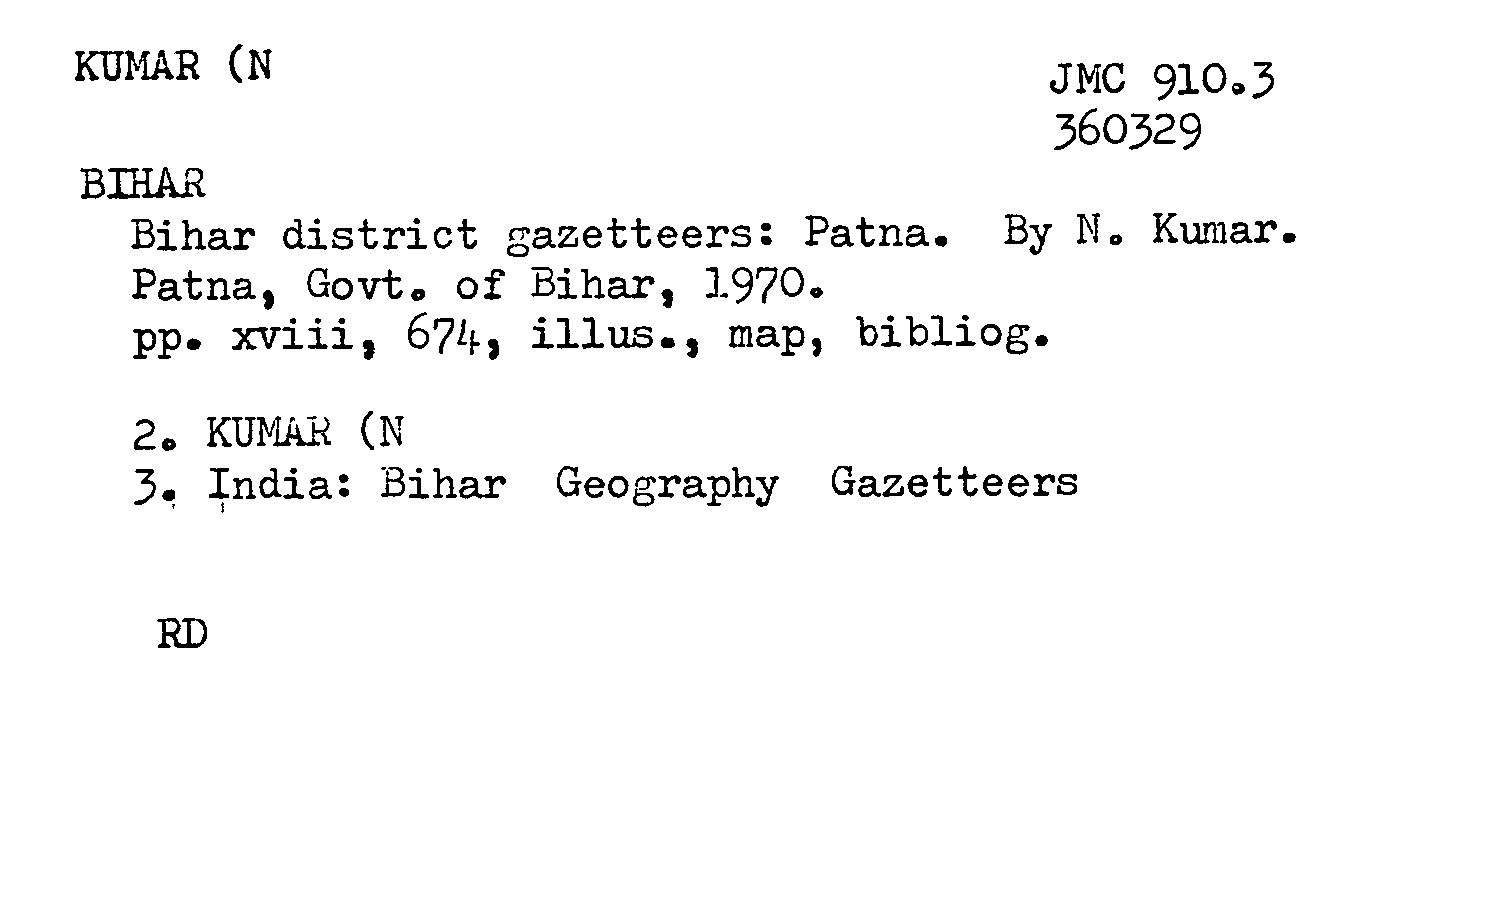 KUMAR (N
JMC 910.3
360329
BIHAR
Bihar district gazetteers: Patna. By N. Kumar.
Patna, Govt. of Bihar, 1970.
pp. xviii, 674, illus., map, bibliog.
2. KUMAR (N
3. India: Bihar Geography Gazetteers
RD